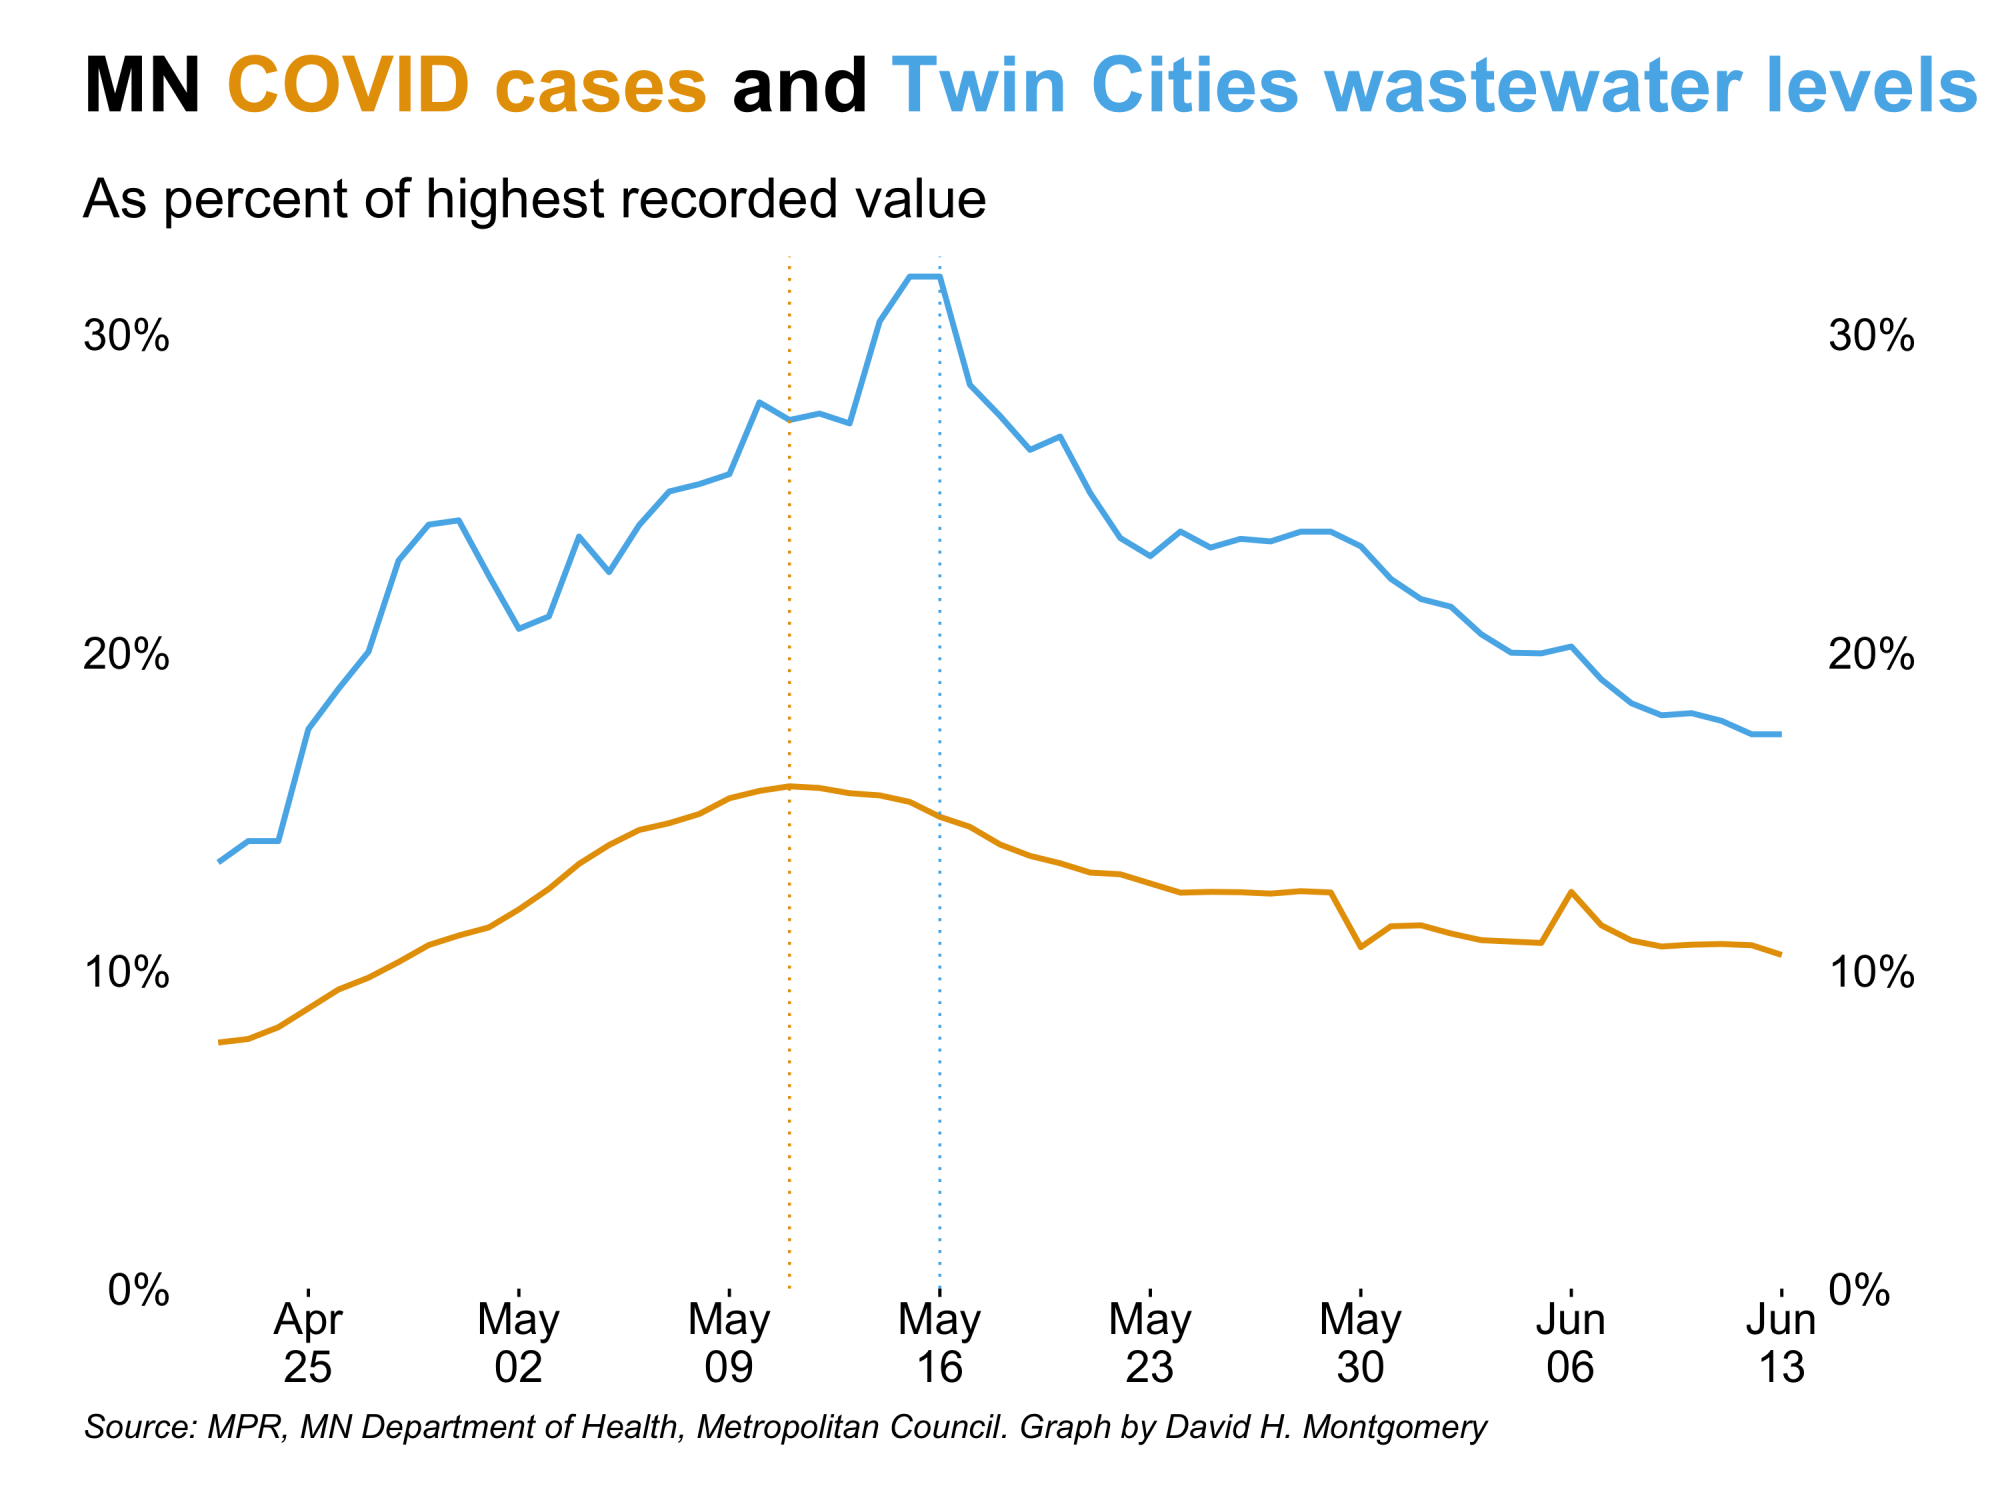 MN COVID cases and Twin Cities wastewater levels
As percent of highest recorded value
30% 30%
20% 20%
10% 10%
0% 0%
Apr May May May May May Jun Jun
25 02 09 16 23 30 06 13
Source: MPR, MN Department of Health, Metropolitan Council. Graph by David H. Montgomery